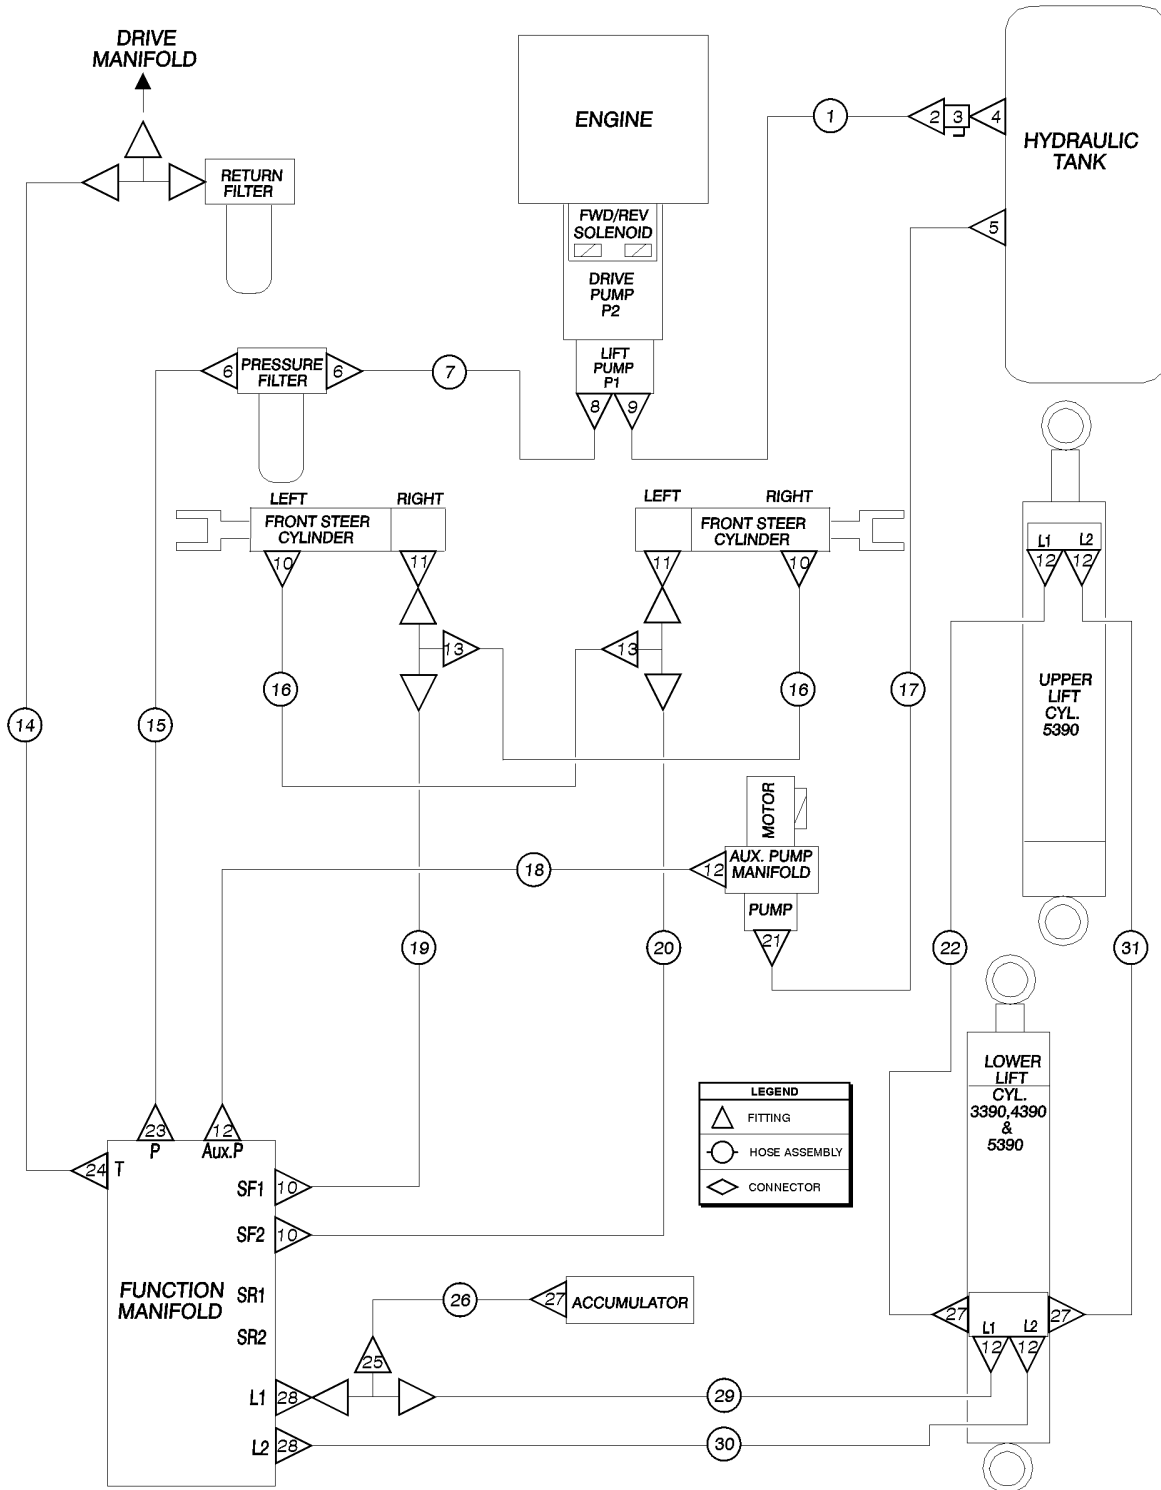 DRIVE
MANIFOLD
ENGINE
1
2
3
4
HYDRAULIC
TANK
RETURN
FILTER
FWD/REV
SOLENOID
5
DRIVE
PUMP
P2
6
PRESSURE
FILTER
6
7
LIFT
PUMP
P1
8
9
LEFT
RIGHT
LEFT
RIGHT
FRONT STEER
CYLINDER
FRONT STEER
CYLINDER
10
11
11
10
L1
L2
12
12
13
13
16
16
17
14
15
UPPER
LIFT
CYL.
5390
MOTOR
18
12
AUX. PUMP
MANIFOLD
PUMP
21
19
20
22
31
LOWER
LIFT
CYL.
3390,4390
&
5390
LEGEND
FITTING
HOSE ASSEMBLY
CONNECTOR
23
12
P
Aux.P
24
T
SF1
10
SF2
10
FUNCTION
MANIFOLD
SR1
SR2
26
27
ACCUMULATOR
27
27
L1
L2
12
12
25
L1
28
29
L2
28
30